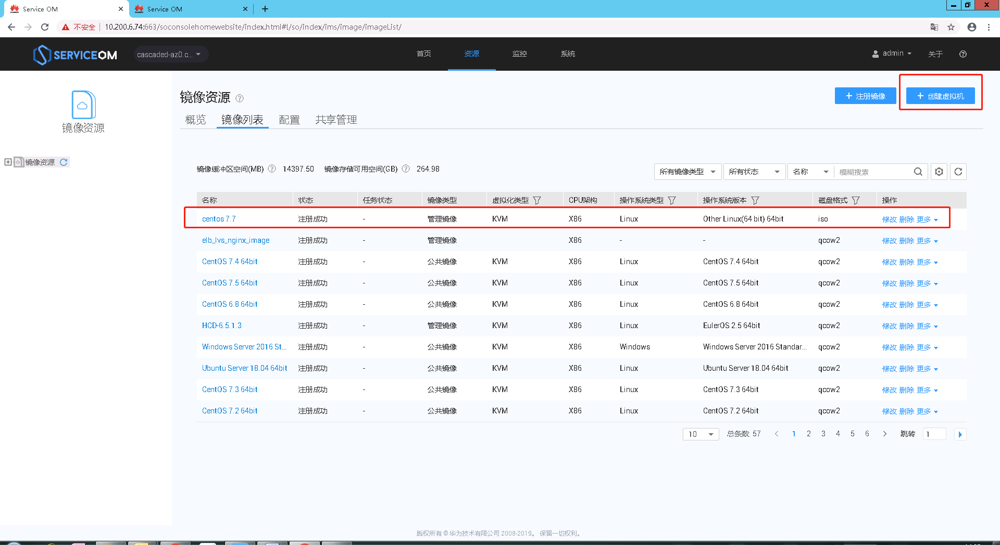 Service OM
Service OM
不安全 10.200.6.74:663/soconsolehomewebsite/index.html#!/so/index/ims/image/imageList/
SERVICEOM cascaded-az0.c... 首页 资源 监控 系统 admin 关于
镜像资源
镜像资源
镜像资源
注册镜像 创建虚拟机
概览 镜像列表 配置 共享管理
镜像缓冲区空间(MB) 14397.50 镜像存储可用空间(GB) 264.98 所有镜像类型 所有状态 名称 模糊搜索
名称 状态 任务状态 镜像类型 虚拟化类型 CPU架构 操作系统类型 操作系统版本 磁盘格式 操作
centos 7.7 注册成功 - 管理镜像 KVM X86 Linux Other Linux(64 bit) 64bit iso 修改 删除 更多
elb_lvs_nginx_image 注册成功 - 管理镜像 X86 - - qcow2 修改 删除 更多
CentOS 7.4 64bit 注册成功 - 公共镜像 KVM X86 Linux CentOS 7.4 64bit qcow2 修改 删除 更多
CentOS 7.5 64bit 注册成功 - 公共镜像 KVM X86 Linux CentOS 7.5 64bit qcow2 修改 删除 更多
CentOS 6.8 64bit 注册成功 - 公共镜像 KVM X86 Linux CentOS 6.8 64bit qcow2 修改 删除 更多
HCD-6.5.1.3 注册成功 - 管理镜像 KVM X86 Linux EulerOS 2.5 64bit qcow2 修改 删除 更多
Windows Server 2016 St... 注册成功 - 公共镜像 KVM X86 Windows Windows Server 2016 Standar... qcow2 修改 删除 更多
Ubuntu Server 18.04 64bit 注册成功 - 公共镜像 KVM X86 Linux Ubuntu Server 18.04 64bit qcow2 修改 删除 更多
CentOS 7.3 64bit 注册成功 - 公共镜像 KVM X86 Linux CentOS 7.3 64bit qcow2 修改 删除 更多
CentOS 7.2 64bit 注册成功 - 公共镜像 KVM X86 Linux CentOS 7.2 64bit qcow2 修改 删除 更多
10 总条数: 57 1 2 3 4 5 6 跳转 1
版权所有 © 华为技术有限公司 2008-2019。 保留一切权利。